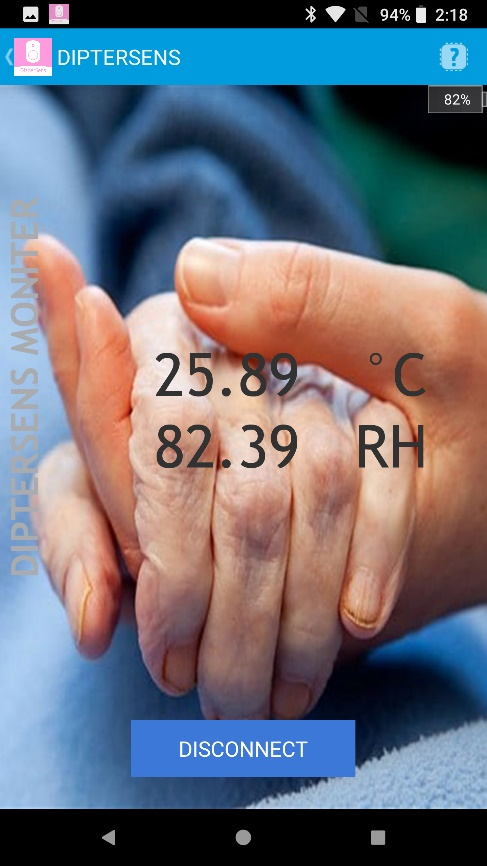 94% 2:18
DIPTERSENS
82%
DIPTERSENS MONITER
25.89 °C
82.39 RH
DISCONNECT